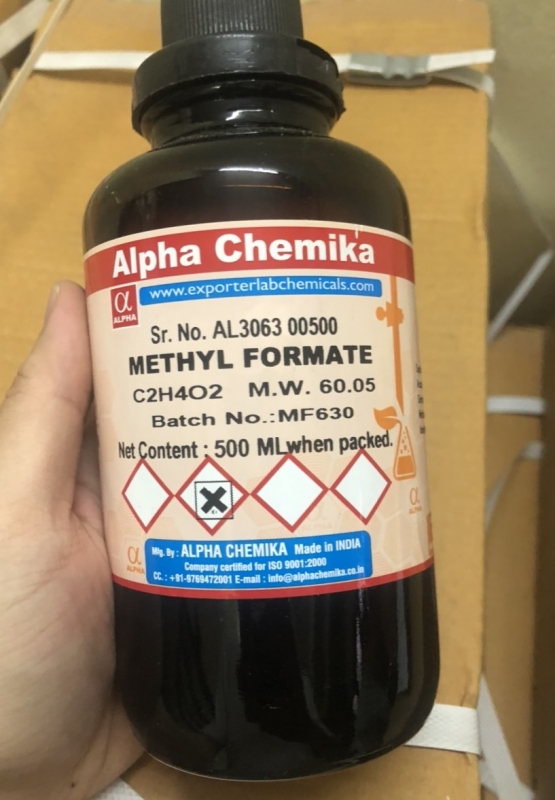 Alpha Chemika
α
ALPHA
www.exporterlabchemicals.com
Sr. No. AL3063 00500
METHYL FORMATE
C2H4O2 M.W. 60.05
Batch No.:MF630
Net Content : 500 MLwhen packed.
α
ALPHA
α
ALPHA
Mfg. By : ALPHA CHEMIKA Made in INDIA
Company certified for ISO 9001:2000
CC. : +91-9769472001 E-mail : info@alphachemika.co.in